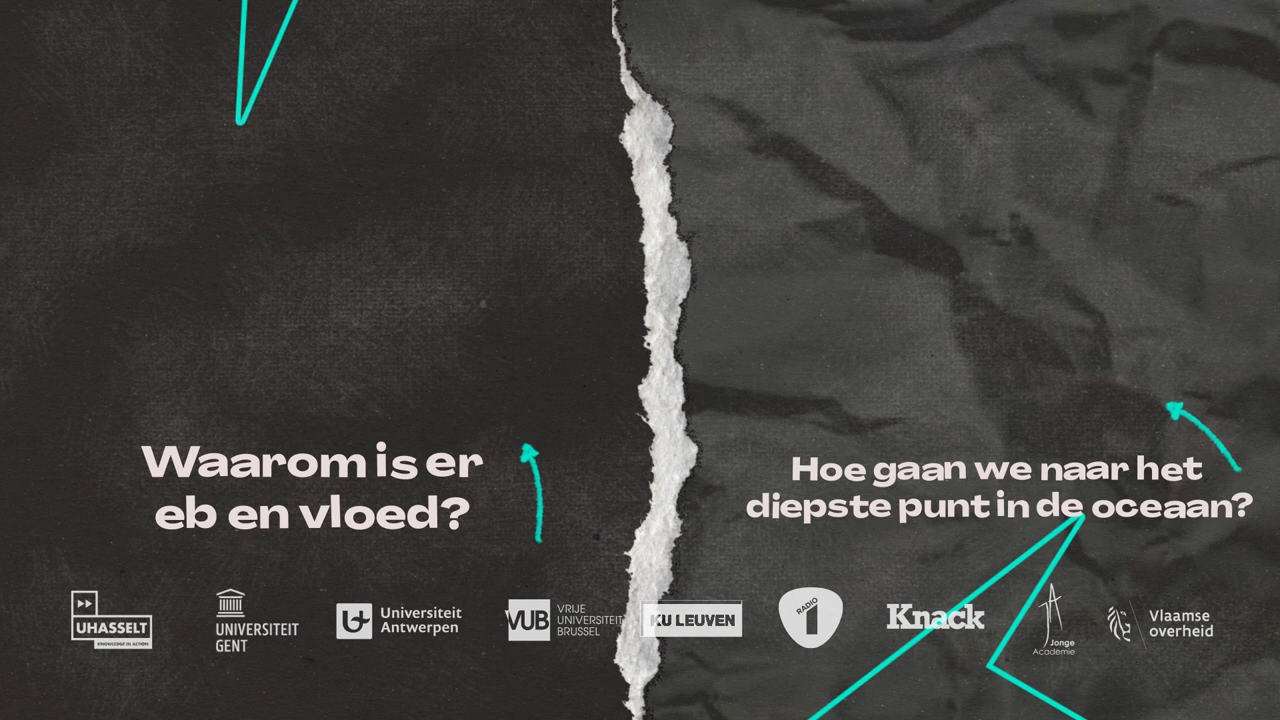 Waarom is er
eb en vloed?
Hoe gaan we naar het
diepste punt in de oceaan?
UHASSELT
KNOWLEDGE IN ACTION
UNIVERSITEIT
GENT
Universiteit
Antwerpen
VUB
VRIJE
UNIVERSITEIT
BRUSSEL
KU LEUVEN
RADIO
1
Knack
Jonge
Academie
Vlaamse
overheid